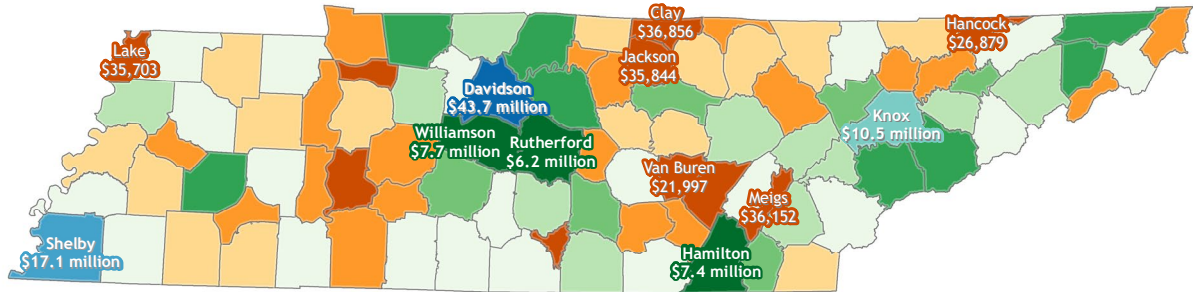 Clay
$36,856
Hancock
$26,879
Lake
$35,703
Jackson
$35,844
Davidson
$43.7 million
Knox
$10.5 million
Williamson
$7.7 million
Rutherford
$6.2 million
Van Buren
$21,997
Meigs
$36,152
Shelby
$17.1 million
Hamilton
$7.4 million